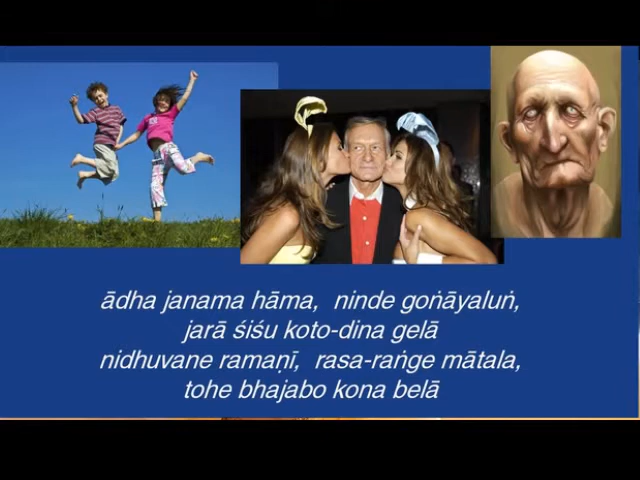 ādha janama hāma,  ninde goṅāyaluṅ,
jarā śiśu koto-dina gelā
nidhuvane ramaṇī,  rasa-raṅge mātala,
tohe bhajabo kona belā